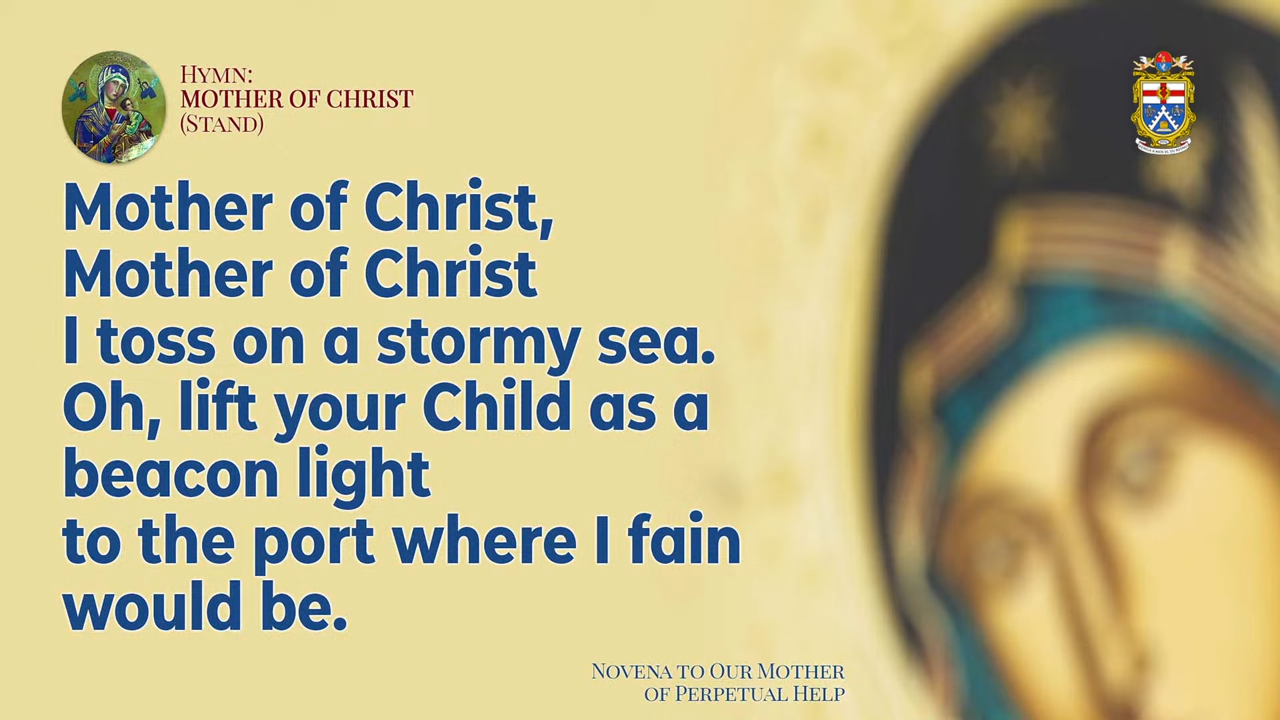 HYMN:
MOTHER OF CHRIST
(STAND)
Mother of Christ,
Mother of Christ
I toss on a stormy sea.
Oh, lift your Child as a
beacon light
to the port where I fain
would be.
NOVENA TO OUR MOTHER
OF PERPETUAL HELP